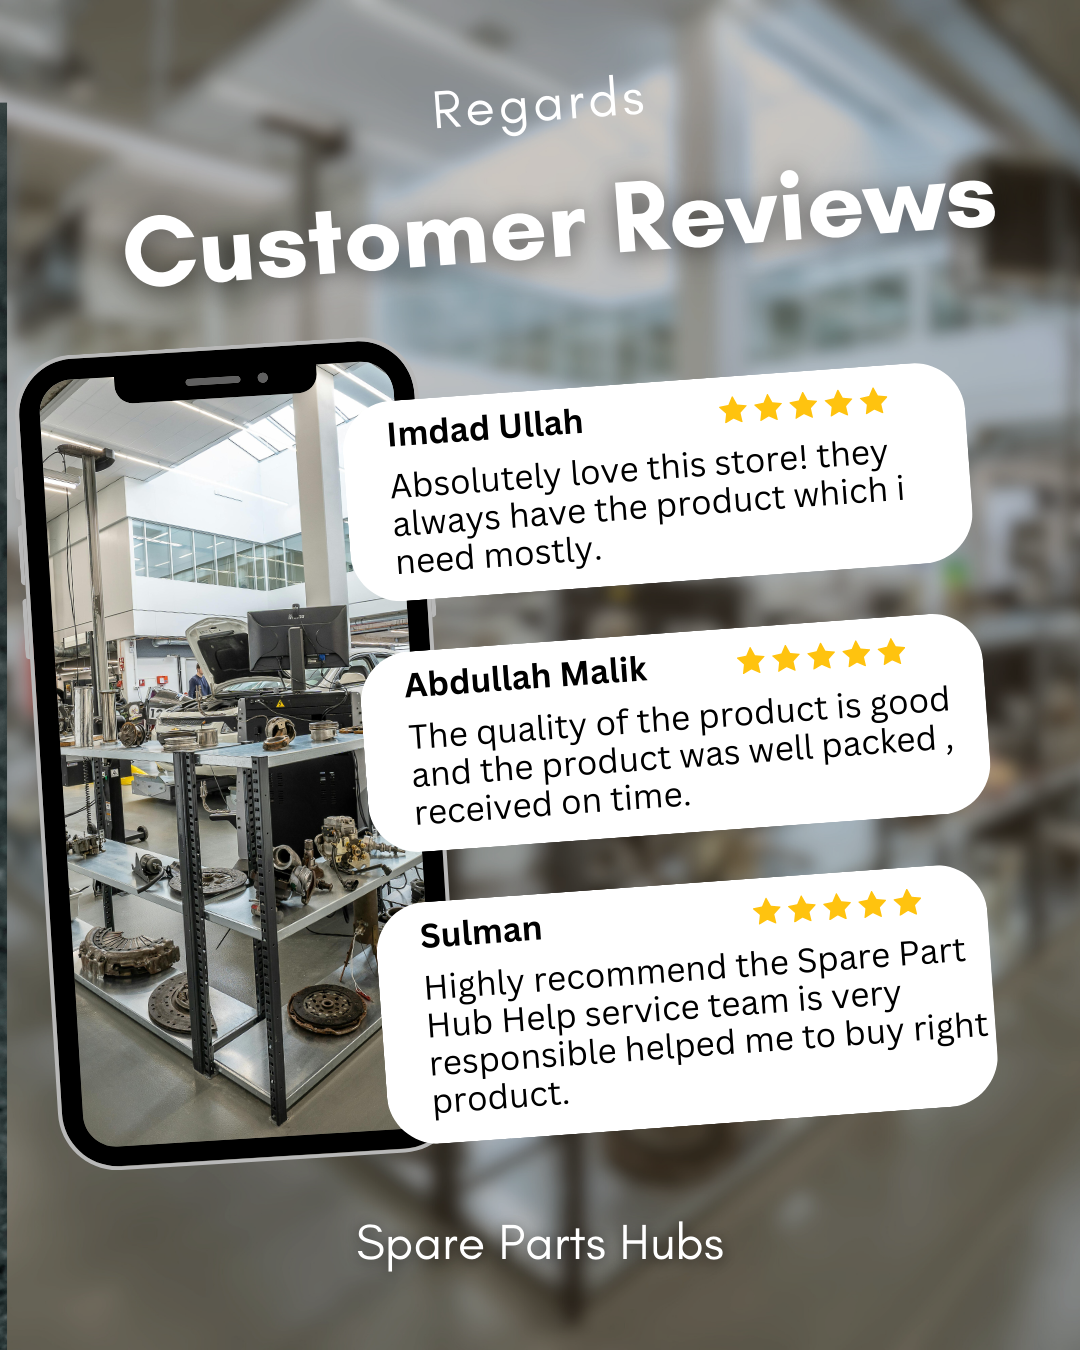 Regards
Customer Reviews
Imdad Ullah
Absolutely love this store! they
always have the product which i
need mostly.
Abdullah Malik
The quality of the product is good
and the product was well packed ,
received on time.
Sulman
Highly recommend the Spare Part
Hub Help service team is very
responsible helped me to buy right
product.
Spare Parts Hubs